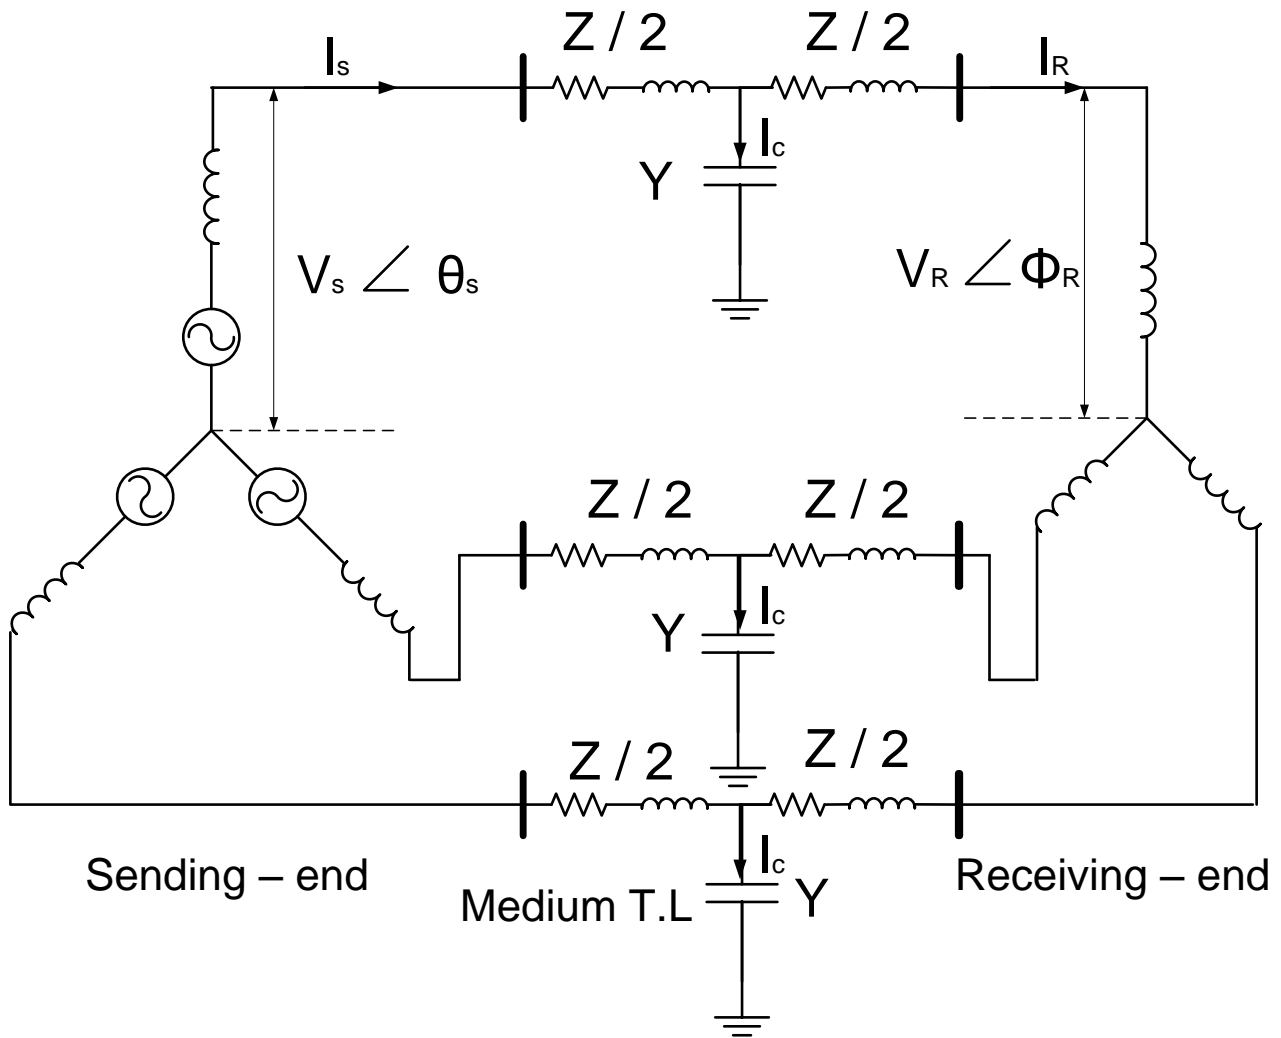 Z / 2
Z / 2
Is
IR
Ic
Y
Vs ∠ θs
VR ∠ ΦR
Z / 2
Z / 2
Ic
Y
Z / 2
Z / 2
Ic
Sending – end
Receiving – end
Medium T.L
Y